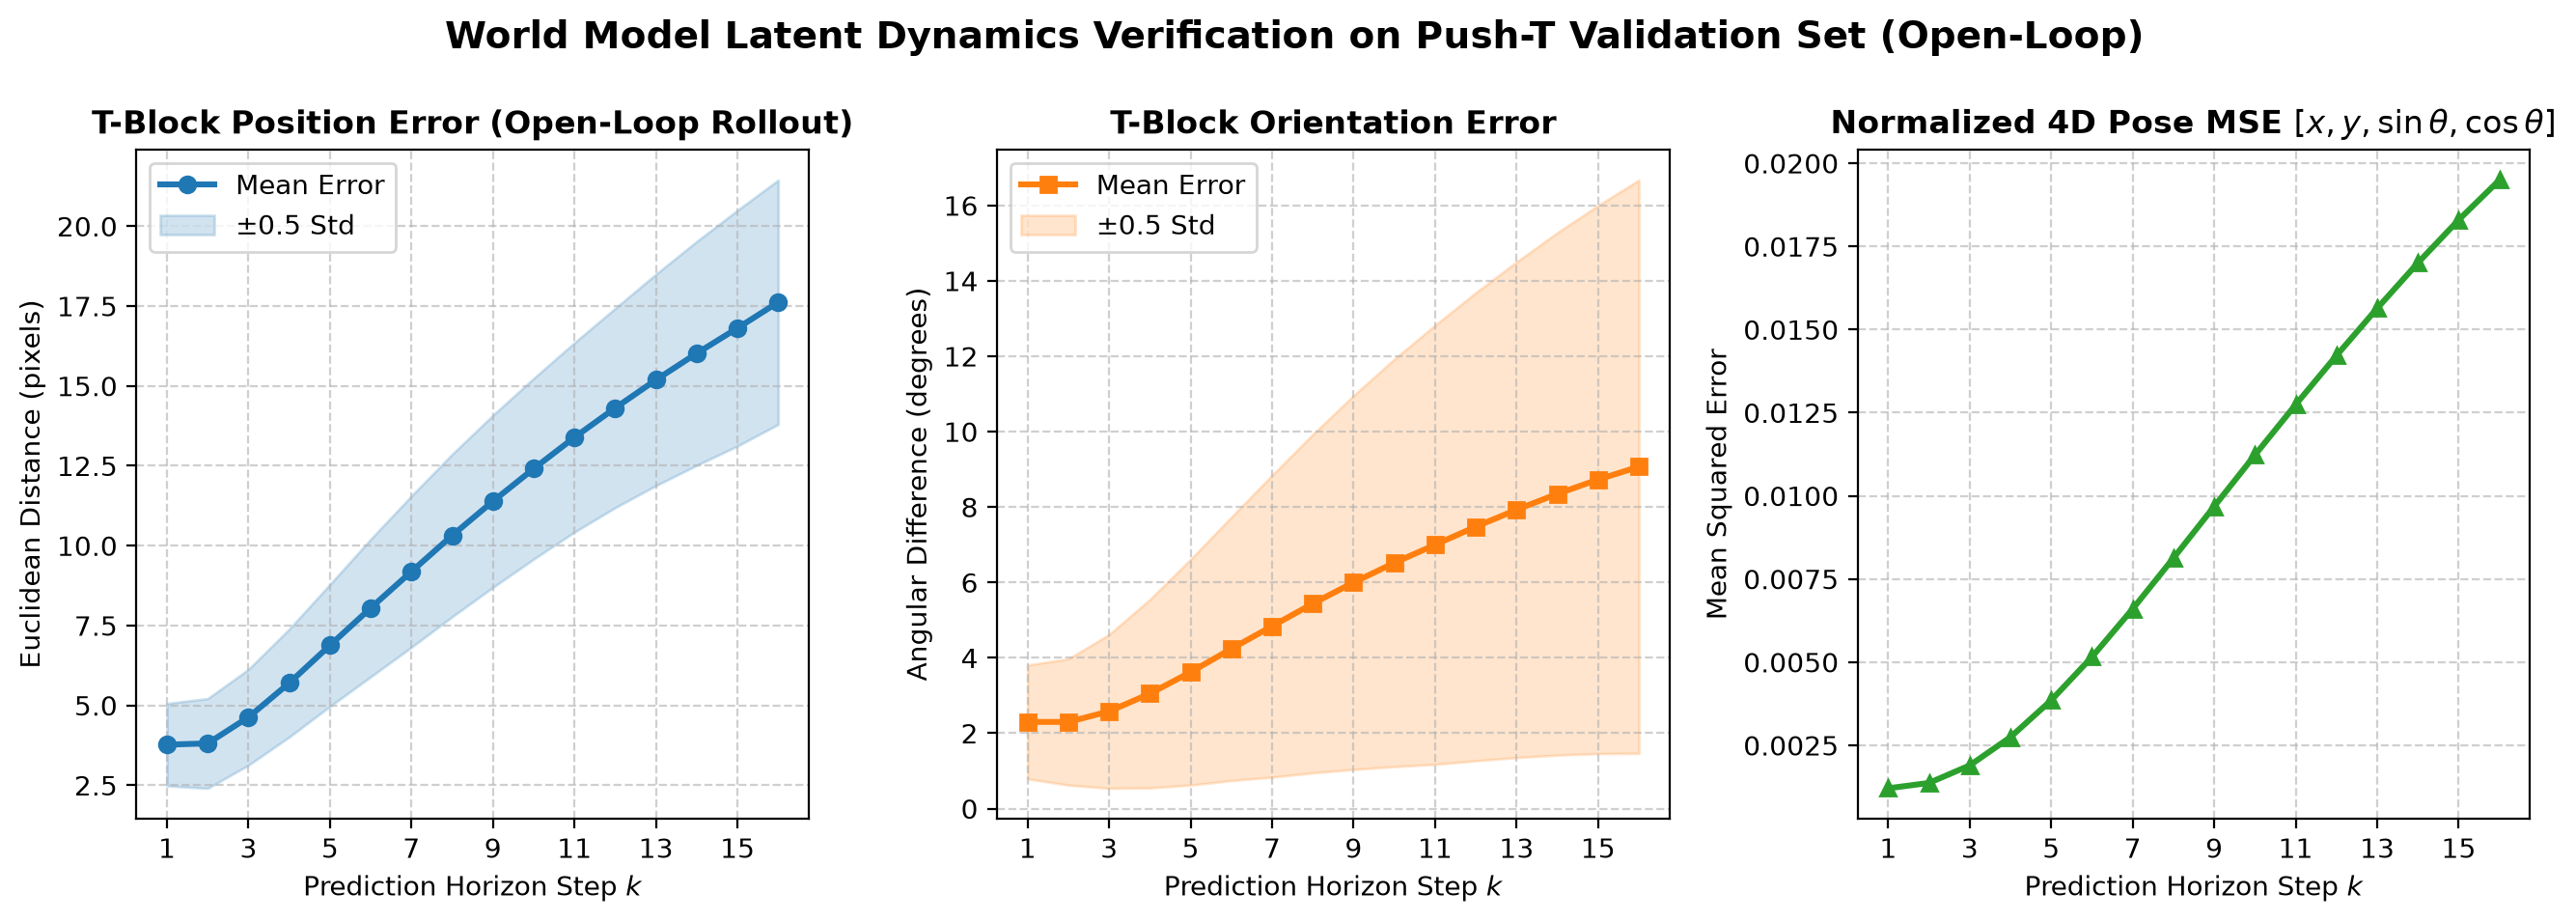 World Model Latent Dynamics Verification on Push-T Validation Set (Open-Loop)
T-Block Position Error (Open-Loop Rollout)
Mean Error
±0.5 Std
20.0
17.5
15.0
12.5
10.0
7.5
5.0
2.5
Euclidean Distance (pixels)
1 3 5 7 9 11 13 15
Prediction Horizon Step k
T-Block Orientation Error
Mean Error
±0.5 Std
16
14
12
10
8
6
4
2
0
Angular Difference (degrees)
1 3 5 7 9 11 13 15
Prediction Horizon Step k
Normalized 4D Pose MSE [x, y, sin θ, cos θ]
0.0200
0.0175
0.0150
0.0125
0.0100
0.0075
0.0050
0.0025
Mean Squared Error
1 3 5 7 9 11 13 15
Prediction Horizon Step k